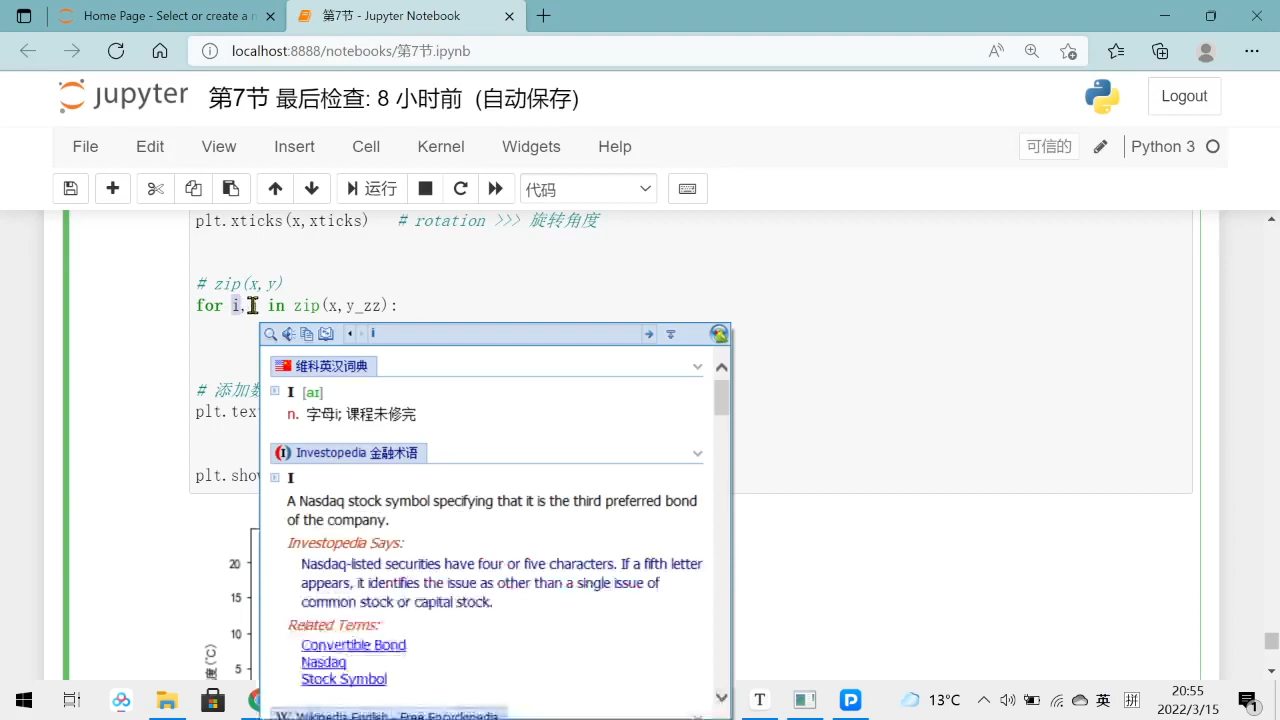 Home Page - Select
第7节
localhost:8888/notebooks/第7节.ipynb
jupyter
第7节 最后检查: 8 小时前 (自动保存)
Logout
File
Edit
View
Insert
Cell
Kernel
Widgets
Help
可信的
Python 3
运行
代码
plt.xticks(x,xticks) # rotation >>> 旋转角度
# zip(x,y)
for i, in zip(x,y_zz):
i
维科英汉词典
I [aɪ]
n. 字母i; 课程未修完
Investopedia 金融术语
I
A Nasdaq stock symbol specifying that it is the third preferred bond
of the company.
Investopedia Says:
Nasdaq-listed securities have four or five characters. If a fifth letter
appears, it identifies the issue as other than a single issue of
common stock or capital stock.
Related Terms:
Convertible Bond
Nasdaq
Stock Symbol
Wikipedia English - Free Encyclopedia
# 添加
plt.tex
plt.show
20
15
10
5
度(℃)
13°C
英
拼
20:55
2022/3/15
1